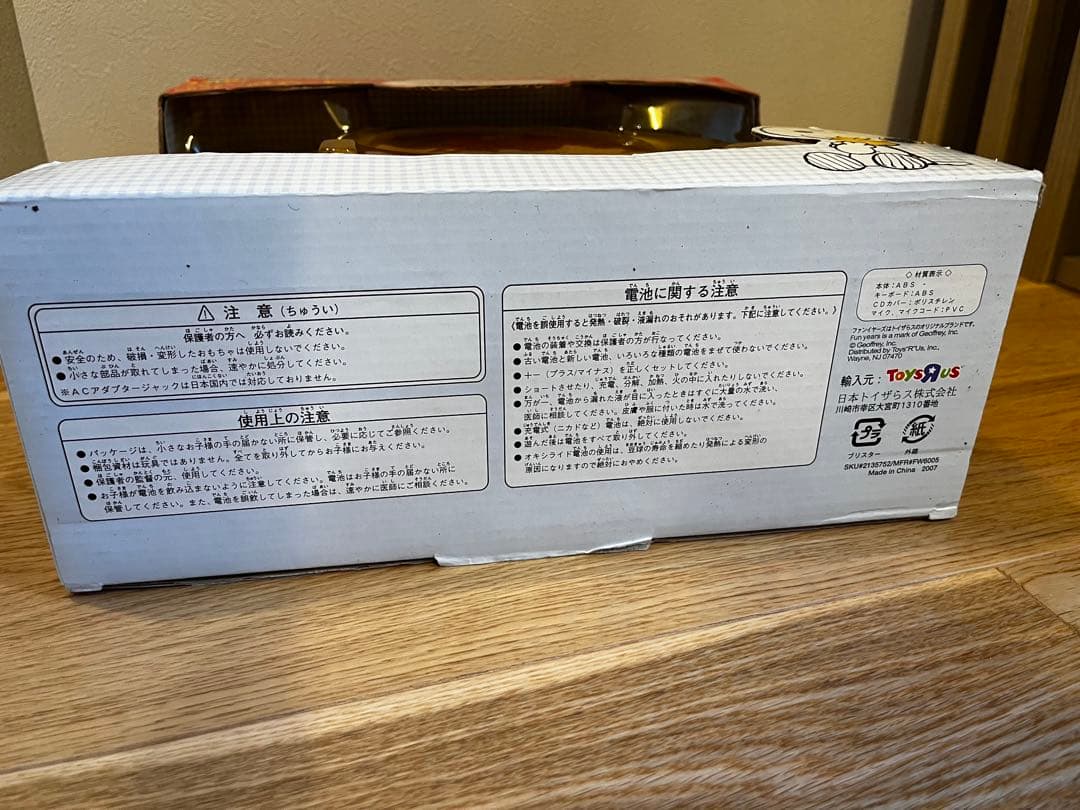 ⚠ 注意(ちゅうい)
保護者の方へ 必ずお読みください。
●安全のため、破損・変形したおもちゃは使用しないでください。
●小さな部品が取れてしまった場合、速やかに処分してください。
※ACアダプタージャックは日本国内では対応しておりません。
使用上の注意
●パッケージは、小さなお子様の手の届かない所に保管し、必要に応じてご参照ください。
●梱包資材は玩具ではありません。全てを取り外してからお子様にお与えください。
●保護者の監督の元、使用してください。
●お子様が電池を飲み込まないように注意してください。電池はお子様の手の届かない所に
保管してください。また、電池を誤飲してしまった場合は、速やかに医師にご相談ください。
電池に関する注意
《電池を誤使用すると発熱・破裂・液漏れのおそれがあります。下記に注意してください。》
●電池の装着や交換は保護者の方が行なってください。
●古い電池と新しい電池、いろいろな種類の電池をまぜて使わないでください。
●+-(プラス/マイナス)を正しくセットしてください。
●ショートさせたり、充電、分解、加熱、火の中に入れたりしないでください。
●万が一、電池から漏れた液が目に入ったときはすぐに大量の水で洗い、
医師に相談してください。皮膚や服に付いた時は水で洗ってください。
●充電式(ニカドなど)電池は、絶対に使用しないでください。
●遊んだ後は電池をすべて取り外してください。
●オキシライド電池の使用は、豆球の寿命を縮めたり発熱による変形の
原因になりますので絶対におやめください。
◇材質表示◇
本体:ABS
キーボード:ABS
CDカバー:ポリスチレン
マイク、マイクコード:PVC
ファンイヤーズはトイザらスのオリジナルブランドです。
Fun years is a mark of Geoffrey, Inc.
© Geoffrey, Inc.
Distributed by Toys"R"Us, Inc.
Wayne, NJ 07470
輸入元: TOYSЯUS
日本トイザらス株式会社
川崎市幸区大宮町1310番地
プラ 紙
ブリスター 外箱
SKU#2135752/MFR#FW6005
Made in China 2007